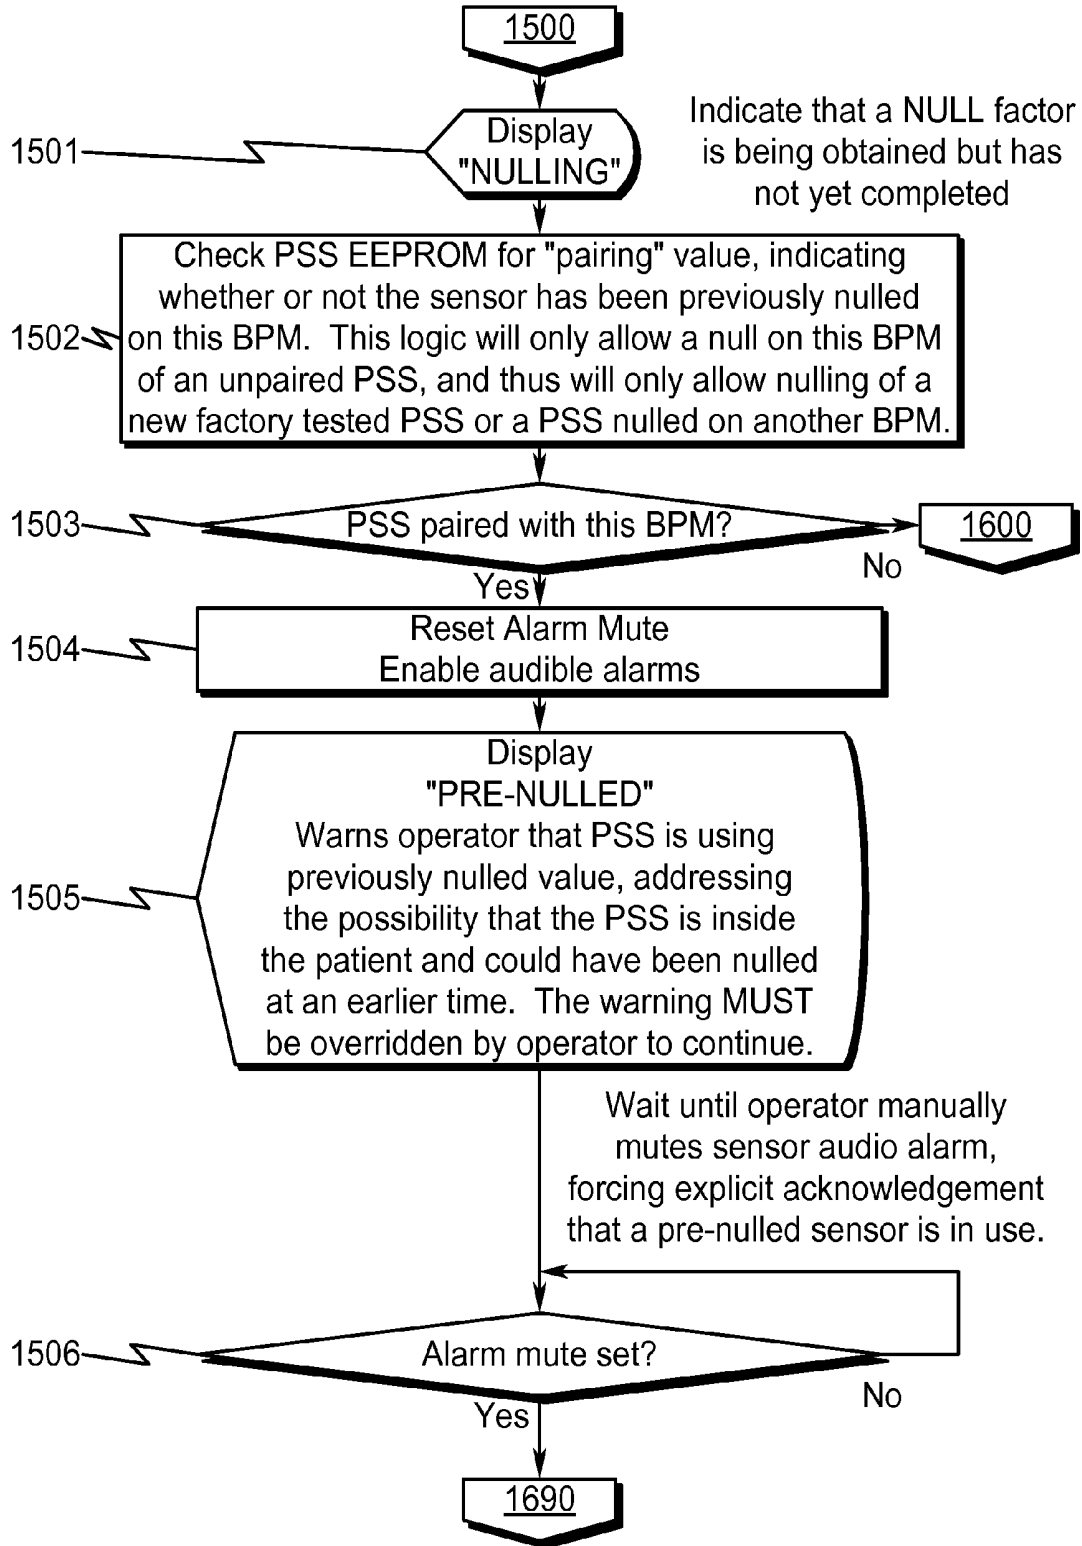 1500
1501
Display
"NULLING"
Indicate that a NULL factor
is being obtained but has
not yet completed
1502
Check PSS EEPROM for "pairing" value, indicating
whether or not the sensor has been previously nulled
on this BPM.  This logic will only allow a null on this BPM
of an unpaired PSS, and thus will only allow nulling of a
new factory tested PSS or a PSS nulled on another BPM.
1503
PSS paired with this BPM?
1600
No
Yes
1504
Reset Alarm Mute
Enable audible alarms
1505
Display
"PRE-NULLED"
Warns operator that PSS is using
previously nulled value, addressing
the possibility that the PSS is inside
the patient and could have been nulled
at an earlier time.  The warning MUST
be overridden by operator to continue.
Wait until operator manually
mutes sensor audio alarm,
forcing explicit acknowledgement
that a pre-nulled sensor is in use.
1506
Alarm mute set?
No
Yes
1690